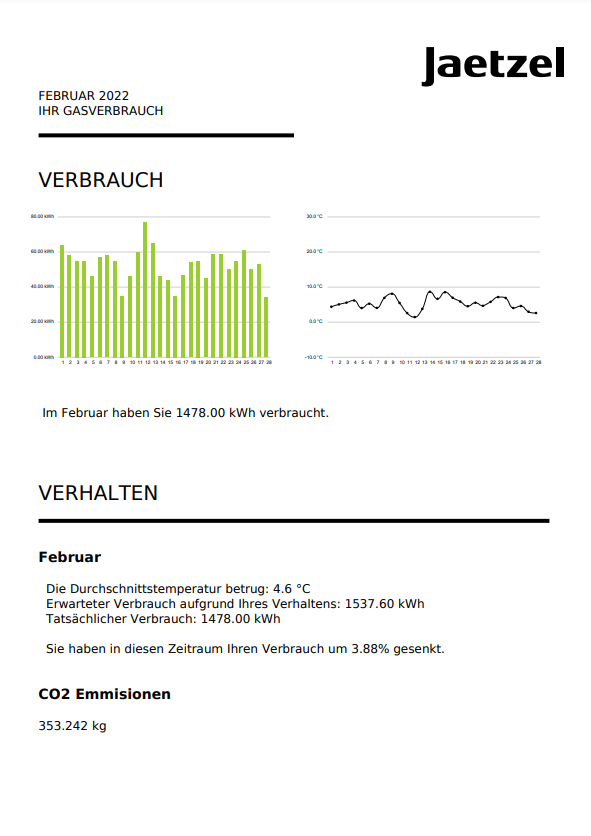 Jaetzel
FEBRUAR 2022
IHR GASVERBRAUCH
VERBRAUCH
80.00 kWh
60.00 kWh
40.00 kWh
20.00 kWh
0.00 kWh
1 2 3 4 5 6 7 8 9 10 11 12 13 14 15 16 17 18 19 20 21 22 23 24 25 26 27 28
30.0 °C
20.0 °C
10.0 °C
0.0 °C
-10.0 °C
1 2 3 4 5 6 7 8 9 10 11 12 13 14 15 16 17 18 19 20 21 22 23 24 25 26 27 28
Im Februar haben Sie 1478.00 kWh verbraucht.
VERHALTEN
Februar
Die Durchschnittstemperatur betrug: 4.6 °C
Erwarteter Verbrauch aufgrund Ihres Verhaltens: 1537.60 kWh
Tatsächlicher Verbrauch: 1478.00 kWh
Sie haben in diesen Zeitraum Ihren Verbrauch um 3.88% gesenkt.
CO2 Emmisionen
353.242 kg